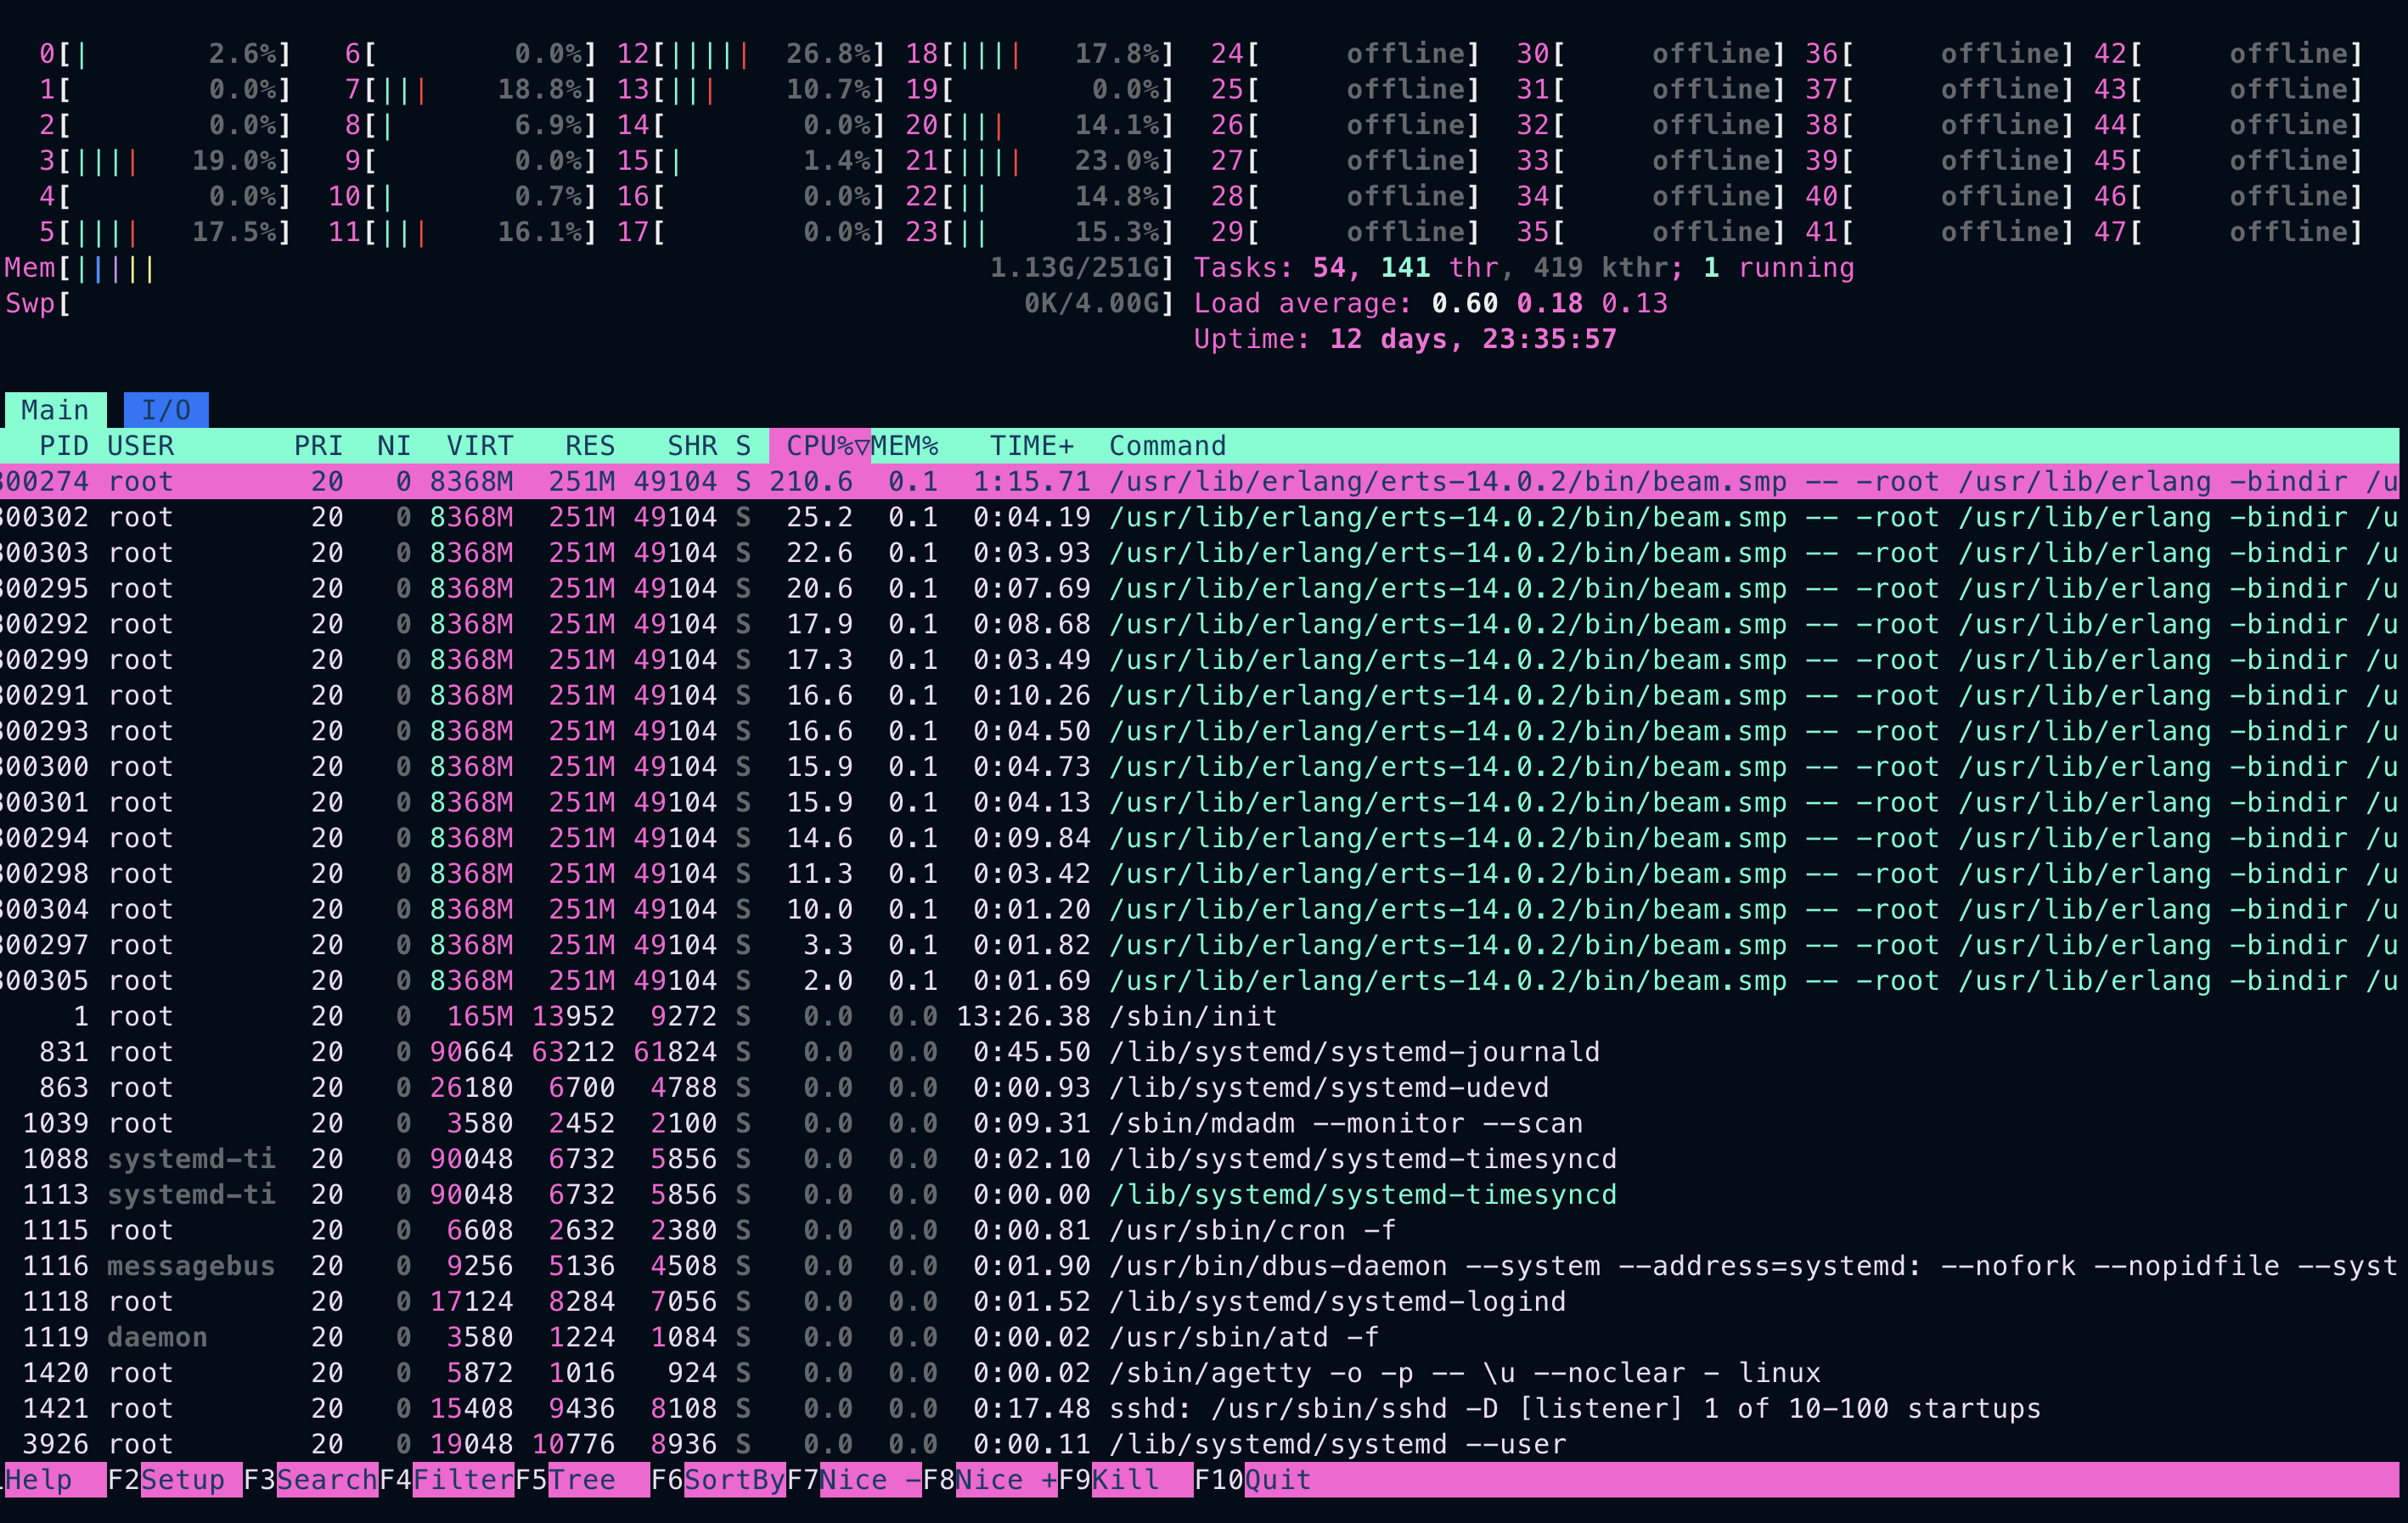 0[| 2.6%] 6[ 0.0%] 12[|||||26.8%] 18[|||| 17.8%] 24[ offline] 30[ offline] 36[ offline] 42[ offline]
1[ 0.0%] 7[||| 18.8%] 13[||| 10.7%] 19[ 0.0%] 25[ offline] 31[ offline] 37[ offline] 43[ offline]
2[ 0.0%] 8[| 6.9%] 14[ 0.0%] 20[||| 14.1%] 26[ offline] 32[ offline] 38[ offline] 44[ offline]
3[|||| 19.0%] 9[ 0.0%] 15[| 1.4%] 21[|||| 23.0%] 27[ offline] 33[ offline] 39[ offline] 45[ offline]
4[ 0.0%] 10[| 0.7%] 16[ 0.0%] 22[|| 14.8%] 28[ offline] 34[ offline] 40[ offline] 46[ offline]
5[|||| 17.5%] 11[||| 16.1%] 17[ 0.0%] 23[|| 15.3%] 29[ offline] 35[ offline] 41[ offline] 47[ offline]
Mem[||||| 1.13G/251G] Tasks: 54, 141 thr, 419 kthr; 1 running
Swp[ 0K/4.00G] Load average: 0.60 0.18 0.13
Uptime: 12 days, 23:35:57
Main I/O
PID USER PRI NI VIRT RES SHR S CPU%▽MEM% TIME+ Command
300274 root 20 0 8368M 251M 49104 S 210.6 0.1 1:15.71 /usr/lib/erlang/erts-14.0.2/bin/beam.smp -- -root /usr/lib/erlang -bindir /u
300302 root 20 0 8368M 251M 49104 S 25.2 0.1 0:04.19 /usr/lib/erlang/erts-14.0.2/bin/beam.smp -- -root /usr/lib/erlang -bindir /u
300303 root 20 0 8368M 251M 49104 S 22.6 0.1 0:03.93 /usr/lib/erlang/erts-14.0.2/bin/beam.smp -- -root /usr/lib/erlang -bindir /u
300295 root 20 0 8368M 251M 49104 S 20.6 0.1 0:07.69 /usr/lib/erlang/erts-14.0.2/bin/beam.smp -- -root /usr/lib/erlang -bindir /u
300292 root 20 0 8368M 251M 49104 S 17.9 0.1 0:08.68 /usr/lib/erlang/erts-14.0.2/bin/beam.smp -- -root /usr/lib/erlang -bindir /u
300299 root 20 0 8368M 251M 49104 S 17.3 0.1 0:03.49 /usr/lib/erlang/erts-14.0.2/bin/beam.smp -- -root /usr/lib/erlang -bindir /u
300291 root 20 0 8368M 251M 49104 S 16.6 0.1 0:10.26 /usr/lib/erlang/erts-14.0.2/bin/beam.smp -- -root /usr/lib/erlang -bindir /u
300293 root 20 0 8368M 251M 49104 S 16.6 0.1 0:04.50 /usr/lib/erlang/erts-14.0.2/bin/beam.smp -- -root /usr/lib/erlang -bindir /u
300300 root 20 0 8368M 251M 49104 S 15.9 0.1 0:04.73 /usr/lib/erlang/erts-14.0.2/bin/beam.smp -- -root /usr/lib/erlang -bindir /u
300301 root 20 0 8368M 251M 49104 S 15.9 0.1 0:04.13 /usr/lib/erlang/erts-14.0.2/bin/beam.smp -- -root /usr/lib/erlang -bindir /u
300294 root 20 0 8368M 251M 49104 S 14.6 0.1 0:09.84 /usr/lib/erlang/erts-14.0.2/bin/beam.smp -- -root /usr/lib/erlang -bindir /u
300298 root 20 0 8368M 251M 49104 S 11.3 0.1 0:03.42 /usr/lib/erlang/erts-14.0.2/bin/beam.smp -- -root /usr/lib/erlang -bindir /u
300304 root 20 0 8368M 251M 49104 S 10.0 0.1 0:01.20 /usr/lib/erlang/erts-14.0.2/bin/beam.smp -- -root /usr/lib/erlang -bindir /u
300297 root 20 0 8368M 251M 49104 S 3.3 0.1 0:01.82 /usr/lib/erlang/erts-14.0.2/bin/beam.smp -- -root /usr/lib/erlang -bindir /u
300305 root 20 0 8368M 251M 49104 S 2.0 0.1 0:01.69 /usr/lib/erlang/erts-14.0.2/bin/beam.smp -- -root /usr/lib/erlang -bindir /u
1 root 20 0 165M 13952 9272 S 0.0 0.0 13:26.38 /sbin/init
831 root 20 0 90664 63212 61824 S 0.0 0.0 0:45.50 /lib/systemd/systemd-journald
863 root 20 0 26180 6700 4788 S 0.0 0.0 0:00.93 /lib/systemd/systemd-udevd
1039 root 20 0 3580 2452 2100 S 0.0 0.0 0:09.31 /sbin/mdadm --monitor --scan
1088 systemd-ti 20 0 90048 6732 5856 S 0.0 0.0 0:02.10 /lib/systemd/systemd-timesyncd
1113 systemd-ti 20 0 90048 6732 5856 S 0.0 0.0 0:00.00 /lib/systemd/systemd-timesyncd
1115 root 20 0 6608 2632 2380 S 0.0 0.0 0:00.81 /usr/sbin/cron -f
1116 messagebus 20 0 9256 5136 4508 S 0.0 0.0 0:01.90 /usr/bin/dbus-daemon --system --address=systemd: --nofork --nopidfile --syst
1118 root 20 0 17124 8284 7056 S 0.0 0.0 0:01.52 /lib/systemd/systemd-logind
1119 daemon 20 0 3580 1224 1084 S 0.0 0.0 0:00.02 /usr/sbin/atd -f
1420 root 20 0 5872 1016 924 S 0.0 0.0 0:00.02 /sbin/agetty -o -p -- \u --noclear - linux
1421 root 20 0 15408 9436 8108 S 0.0 0.0 0:17.48 sshd: /usr/sbin/sshd -D [listener] 1 of 10-100 startups
3926 root 20 0 19048 10776 8936 S 0.0 0.0 0:00.11 /lib/systemd/systemd --user
Help F2Setup F3SearchF4FilterF5Tree F6SortByF7Nice -F8Nice +F9Kill F10Quit